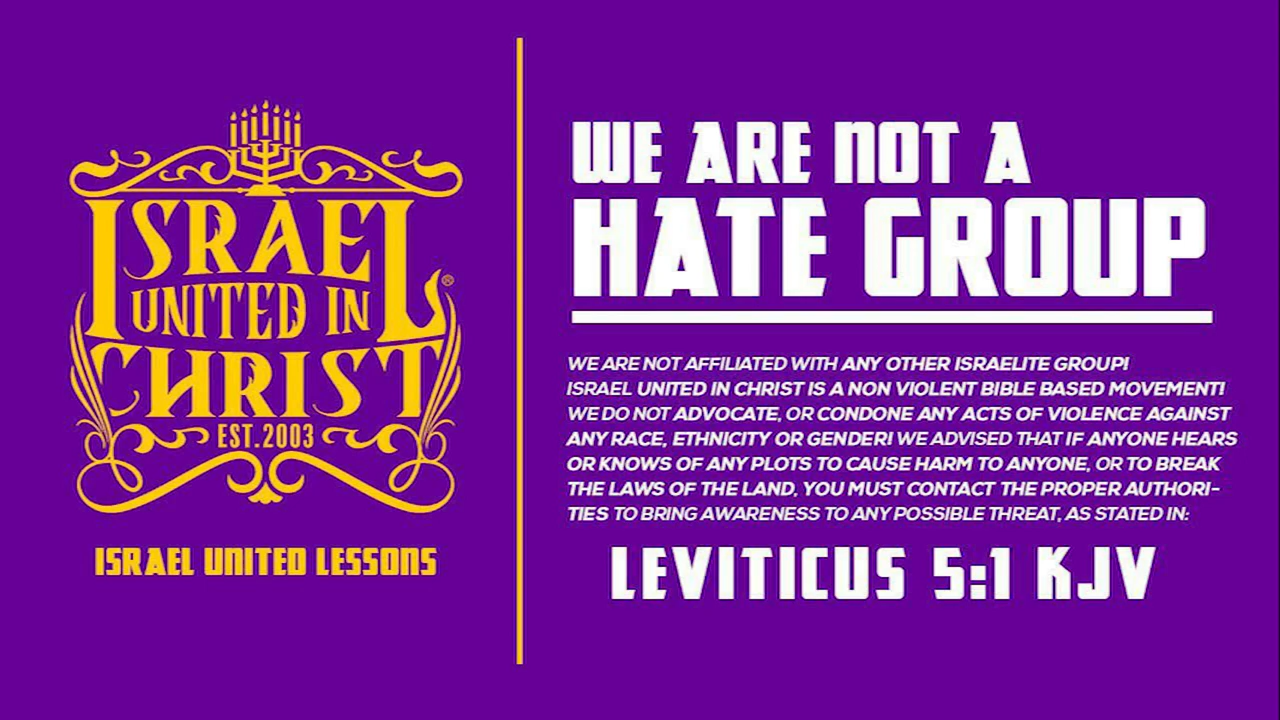 ISRAEL
UNITED IN
CHRIST
EST.2003
®
ISRAEL UNITED LESSONS
WE ARE NOT A
HATE GROUP
WE ARE NOT AFFILIATED WITH ANY OTHER ISRAELITE GROUP!
ISRAEL UNITED IN CHRIST IS A NON VIOLENT BIBLE BASED MOVEMENT!
WE DO NOT ADVOCATE, OR CONDONE ANY ACTS OF VIOLENCE AGAINST
ANY RACE, ETHNICITY OR GENDER! WE ADVISED THAT IF ANYONE HEARS
OR KNOWS OF ANY PLOTS TO CAUSE HARM TO ANYONE, OR TO BREAK
THE LAWS OF THE LAND, YOU MUST CONTACT THE PROPER AUTHORI-
TIES TO BRING AWARENESS TO ANY POSSIBLE THREAT, AS STATED IN:
LEVITICUS 5:1 KJV